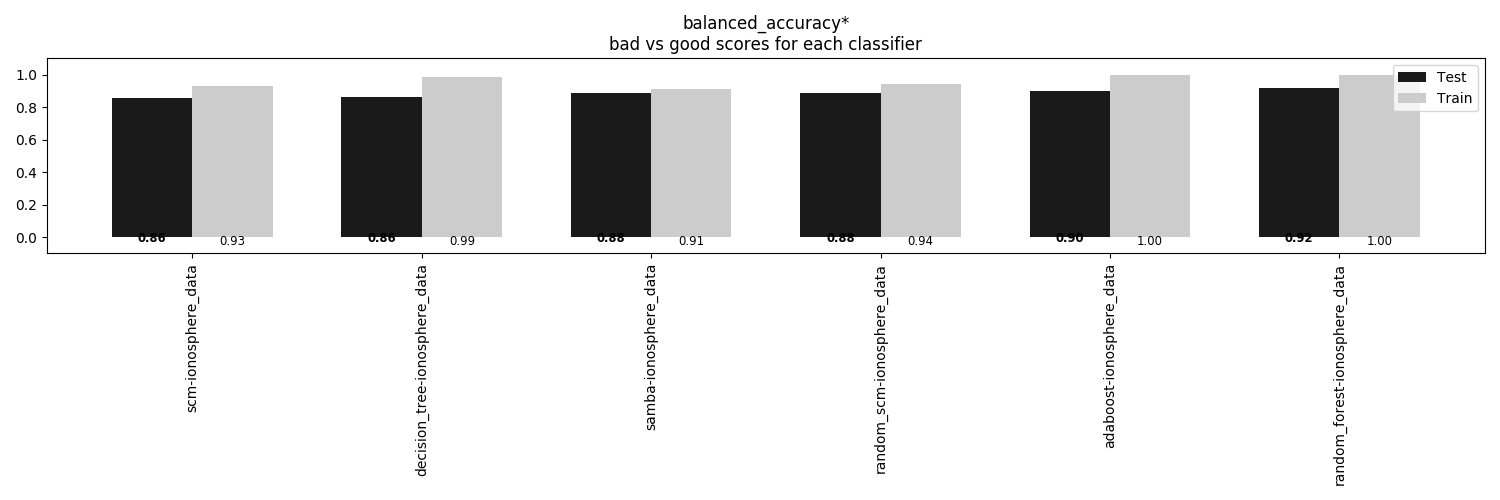 balanced_accuracy*
bad vs good scores for each classifier
1.0
0.8
0.6
0.4
0.2
0.0
Test
Train
0.86
0.93
0.86
0.99
0.88
0.91
0.88
0.94
0.90
1.00
0.92
1.00
scm-ionosphere_data
decision_tree-ionosphere_data
samba-ionosphere_data
random_scm-ionosphere_data
adaboost-ionosphere_data
random_forest-ionosphere_data